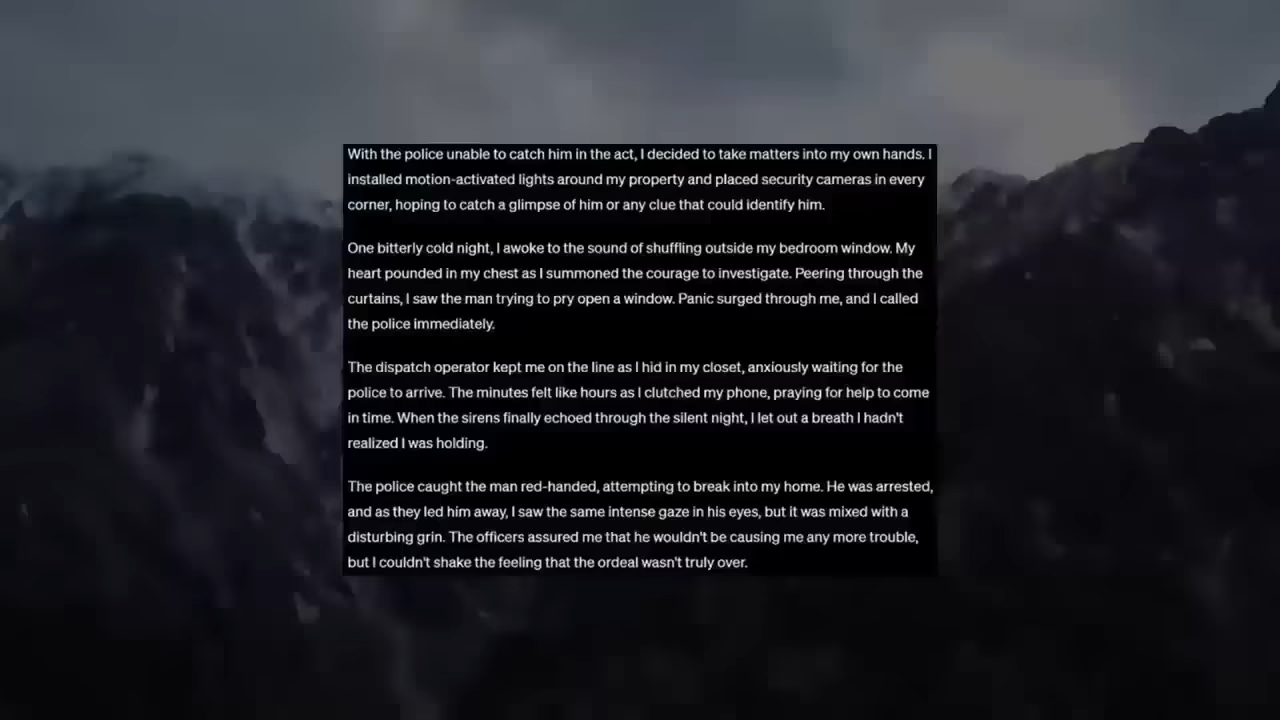 With the police unable to catch him in the act, I decided to take matters into my own hands. I
installed motion-activated lights around my property and placed security cameras in every
corner, hoping to catch a glimpse of him or any clue that could identify him.
One bitterly cold night, I awoke to the sound of shuffling outside my bedroom window. My
heart pounded in my chest as I summoned the courage to investigate. Peering through the
curtains, I saw the man trying to pry open a window. Panic surged through me, and I called
the police immediately.
The dispatch operator kept me on the line as I hid in my closet, anxiously waiting for the
police to arrive. The minutes felt like hours as I clutched my phone, praying for help to come
in time. When the sirens finally echoed through the silent night, I let out a breath I hadn't
realized I was holding.
The police caught the man red-handed, attempting to break into my home. He was arrested,
and as they led him away, I saw the same intense gaze in his eyes, but it was mixed with a
disturbing grin. The officers assured me that he wouldn't be causing me any more trouble,
but I couldn't shake the feeling that the ordeal wasn't truly over.